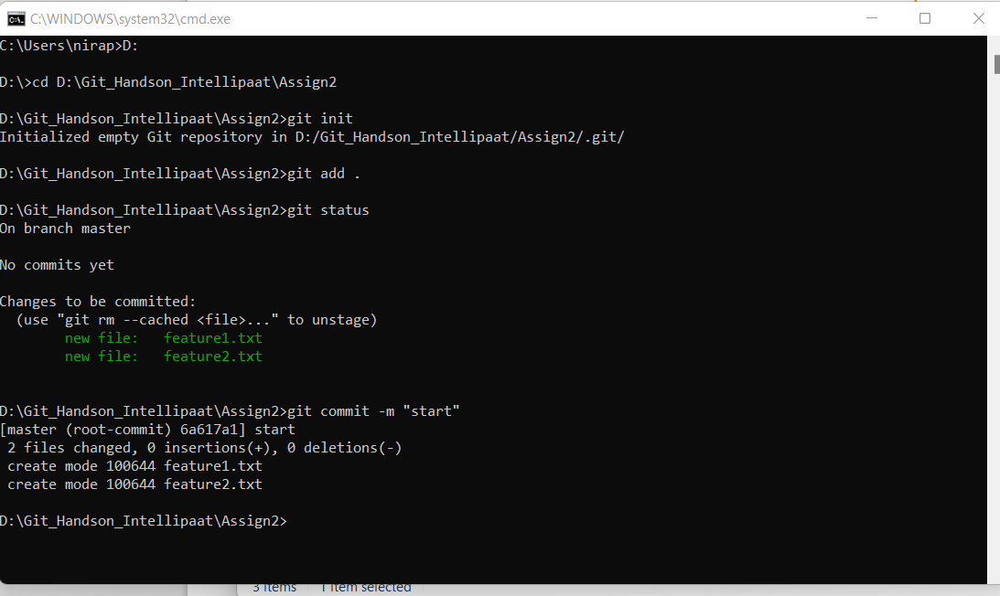 C:\WINDOWS\system32\cmd.exe
C:\Users\nirap>D:
D:\>cd D:\Git_Handson_Intellipaat\Assign2
D:\Git_Handson_Intellipaat\Assign2>git init
Initialized empty Git repository in D:/Git_Handson_Intellipaat/Assign2/.git/
D:\Git_Handson_Intellipaat\Assign2>git add .
D:\Git_Handson_Intellipaat\Assign2>git status
On branch master
No commits yet
Changes to be committed:
  (use "git rm --cached <file>..." to unstage)
        new file:   feature1.txt
        new file:   feature2.txt
D:\Git_Handson_Intellipaat\Assign2>git commit -m "start"
[master (root-commit) 6a617a1] start
 2 files changed, 0 insertions(+), 0 deletions(-)
 create mode 100644 feature1.txt
 create mode 100644 feature2.txt
D:\Git_Handson_Intellipaat\Assign2>
3 items 1 item selected